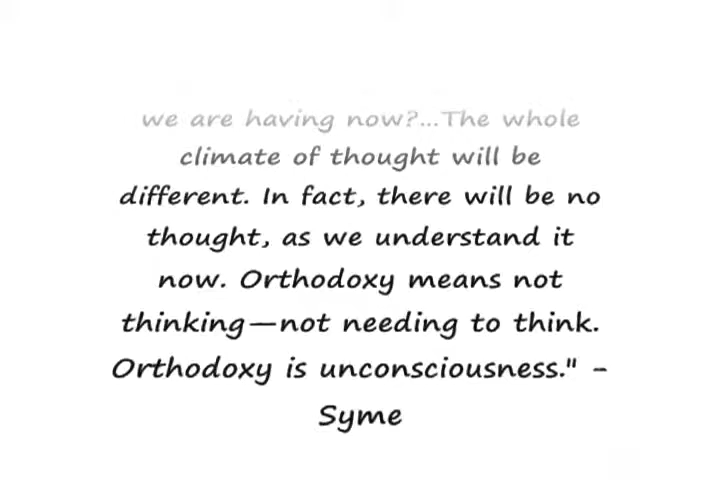 we are having now?...The whole
climate of thought will be
different. In fact, there will be no
thought, as we understand it
now. Orthodoxy means not
thinking—not needing to think.
Orthodoxy is unconsciousness." -
Syme